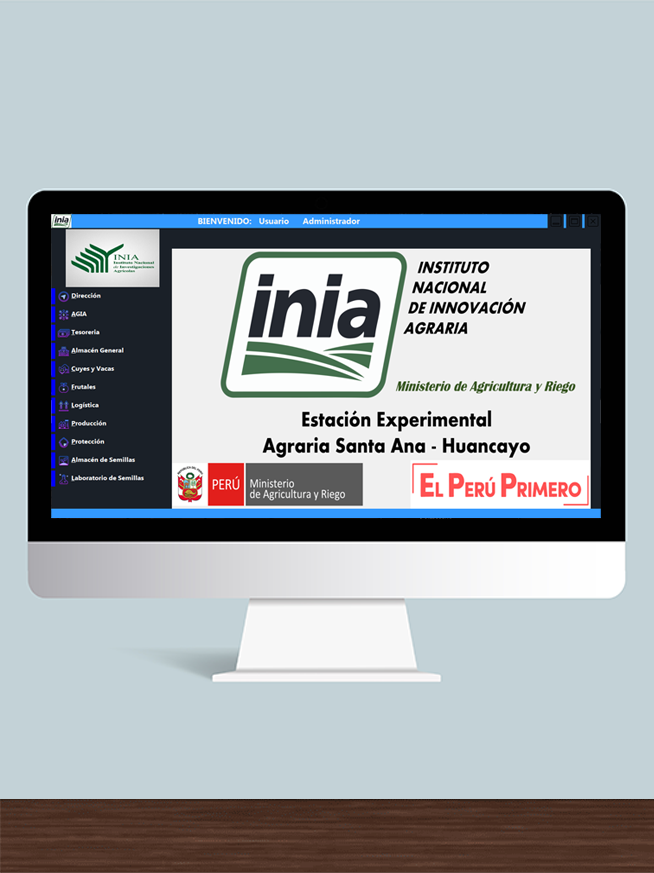 inia
BIENVENIDO: Usuario Administrador
INIA
Instituto Nacional
de Investigaciones
Agrícolas
Dirección
AGIA
Tesoreria
Almacén General
Cuyes y Vacas
Frutales
Logística
Producción
Protección
Almacén de Semillas
Laboratorio de Semillas
inia
INSTITUTO
NACIONAL
DE INNOVACIÓN
AGRARIA
Ministerio de Agricultura y Riego
Estación Experimental
Agraria Santa Ana - Huancayo
PERÚ
Ministerio
de Agricultura y Riego
EL PERÚ PRIMERO